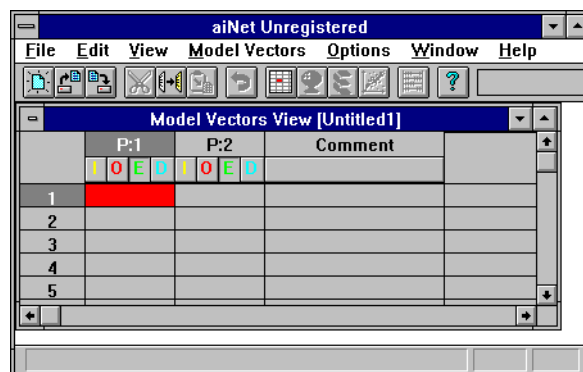 aiNet Unregistered
File Edit View Model Vectors Options Window Help
?
Model Vectors View [Untitled1]
P:1 P:2 Comment
I O E D I O E D
1
2
3
4
5